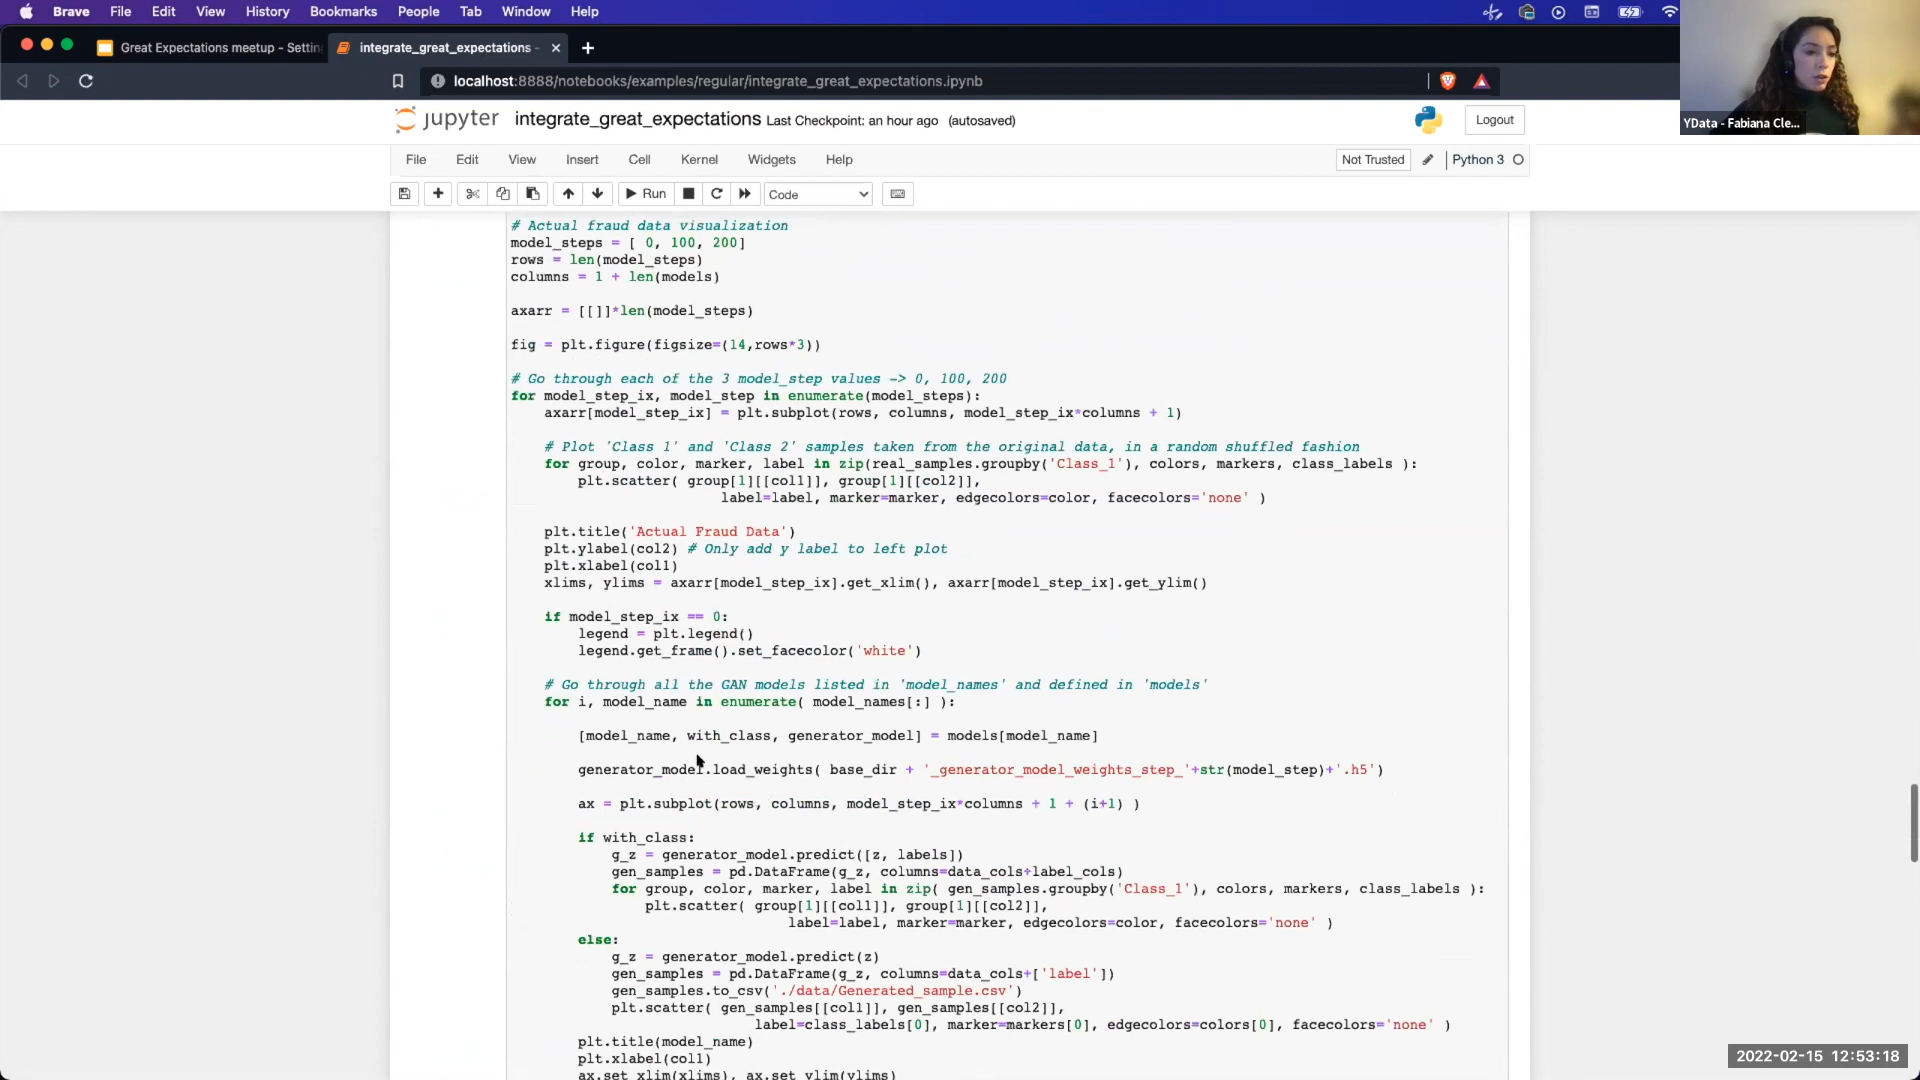 Brave File Edit View History Bookmarks People Tab Window Help
Great Expectations meetup - Settin
integrate_great_expectations -
localhost:8888/notebooks/examples/regular/integrate_great_expectations.ipynb
YData - Fabiana Cle...
jupyter integrate_great_expectations Last Checkpoint: an hour ago (autosaved)
Logout
File Edit View Insert Cell Kernel Widgets Help
Not Trusted
Python 3
Run
Code
# Actual fraud data visualization
model_steps = [ 0, 100, 200]
rows = len(model_steps)
columns = 1 + len(models)
axarr = [[]]*len(model_steps)
fig = plt.figure(figsize=(14,rows*3))
# Go through each of the 3 model_step values -> 0, 100, 200
for model_step_ix, model_step in enumerate(model_steps):
axarr[model_step_ix] = plt.subplot(rows, columns, model_step_ix*columns + 1)
# Plot 'Class 1' and 'Class 2' samples taken from the original data, in a random shuffled fashion
for group, color, marker, label in zip(real_samples.groupby('Class_1'), colors, markers, class_labels ):
plt.scatter( group[1][[col1]], group[1][[col2]],
label=label, marker=marker, edgecolors=color, facecolors='none' )
plt.title('Actual Fraud Data')
plt.ylabel(col2) # Only add y label to left plot
plt.xlabel(col1)
xlims, ylims = axarr[model_step_ix].get_xlim(), axarr[model_step_ix].get_ylim()
if model_step_ix == 0:
legend = plt.legend()
legend.get_frame().set_facecolor('white')
# Go through all the GAN models listed in 'model_names' and defined in 'models'
for i, model_name in enumerate( model_names[:] ):
[model_name, with_class, generator_model] = models[model_name]
generator_model.load_weights( base_dir + '_generator_model_weights_step_'+str(model_step)+'.h5')
ax = plt.subplot(rows, columns, model_step_ix*columns + 1 + (i+1) )
if with_class:
g_z = generator_model.predict([z, labels])
gen_samples = pd.DataFrame(g_z, columns=data_cols+label_cols)
for group, color, marker, label in zip( gen_samples.groupby('Class_1'), colors, markers, class_labels ):
plt.scatter( group[1][[col1]], group[1][[col2]],
label=label, marker=marker, edgecolors=color, facecolors='none' )
else:
g_z = generator_model.predict(z)
gen_samples = pd.DataFrame(g_z, columns=data_cols+['label'])
gen_samples.to_csv('./data/Generated_sample.csv')
plt.scatter( gen_samples[[col1]], gen_samples[[col2]],
label=class_labels[0], marker=markers[0], edgecolors=colors[0], facecolors='none' )
plt.title(model_name)
plt.xlabel(col1)
ax.set_xlim(xlims), ax.set_ylim(ylims)
2022-02-15 12:53:18